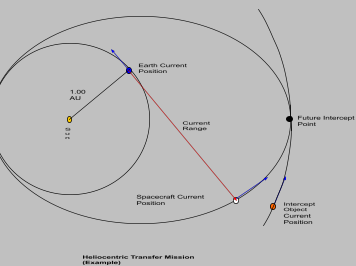 Earth Current
Position
1.00
AU
Sun
Current
Range
Future Intercept
Point
Spacecraft Current
Position
Intercept
Object
Current
Position
Heliocentric Transfer Mission
(Example)